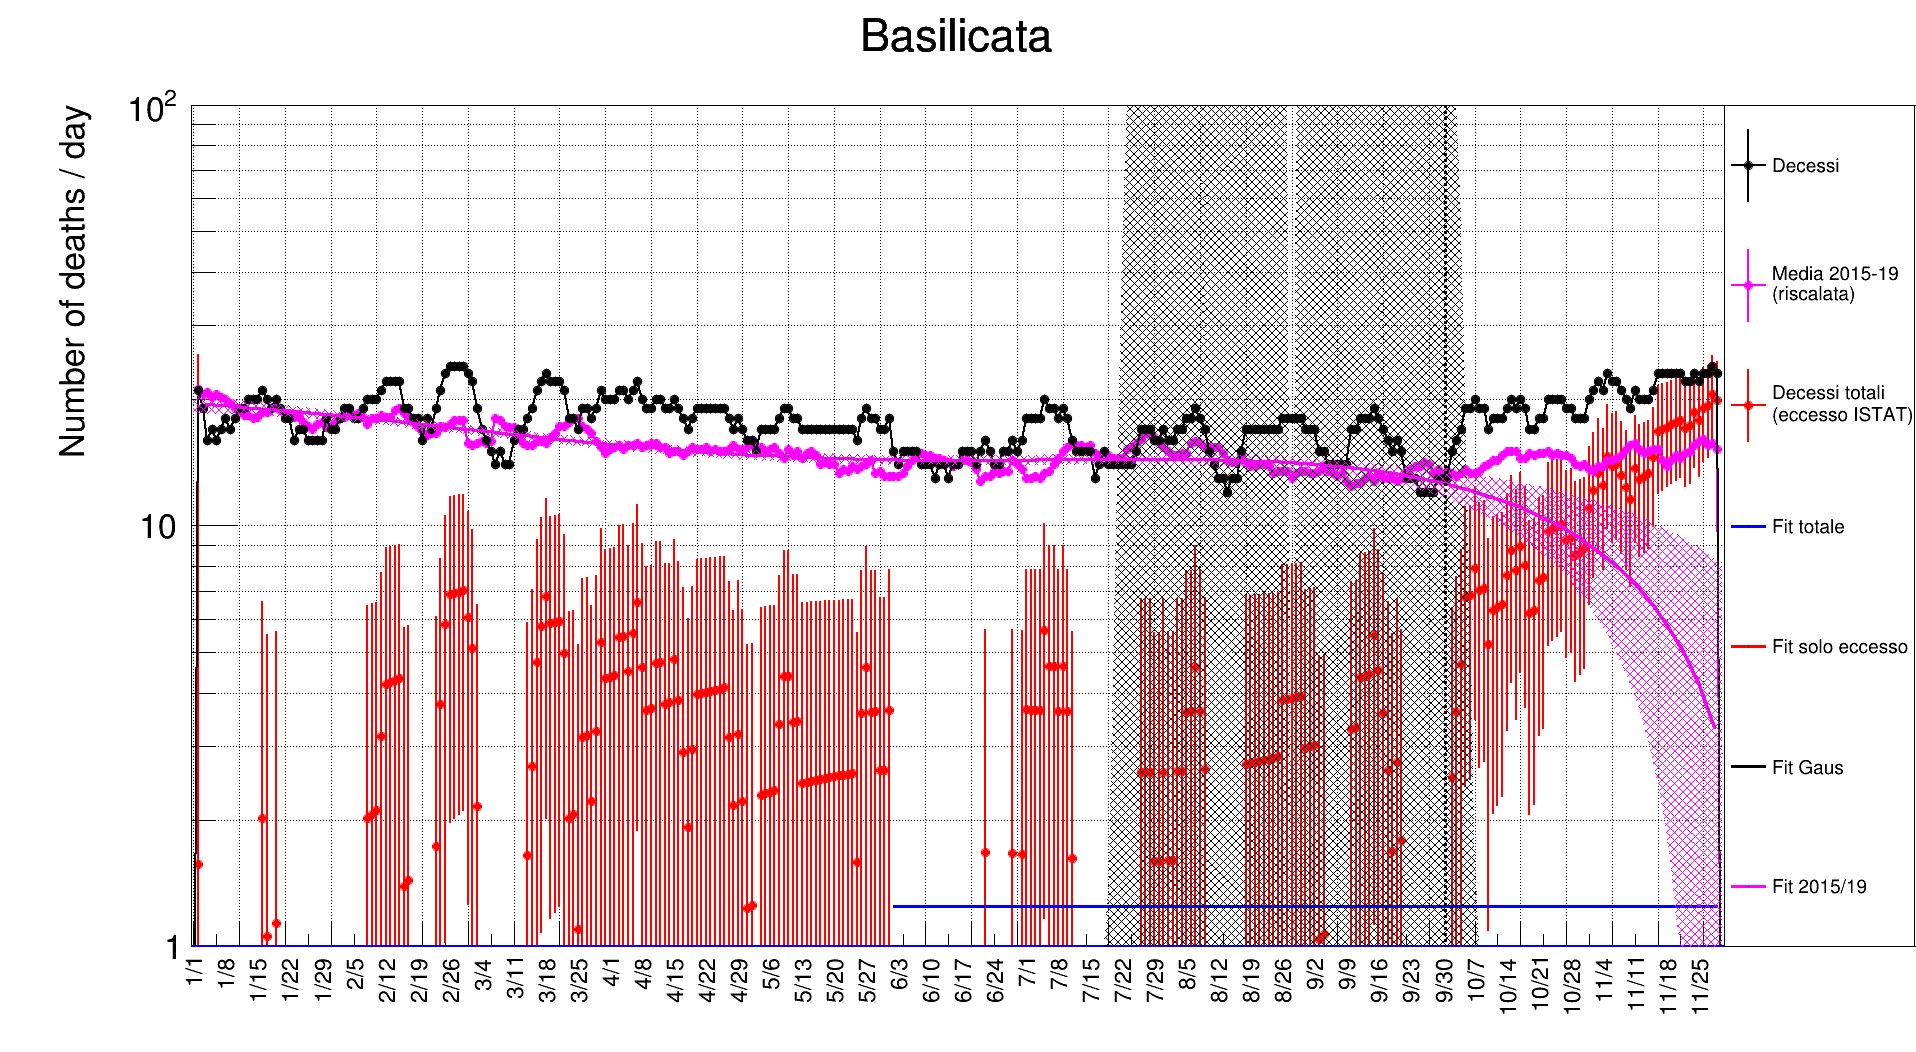 Basilicata
Number of deaths / day
10²
10
1
1/1 1/8 1/15 1/22 1/29 2/5 2/12 2/19 2/26 3/4 3/11 3/18 3/25 4/1 4/8 4/15 4/22 4/29 5/6 5/13 5/20 5/27 6/3 6/10 6/17 6/24 7/1 7/8 7/15 7/22 7/29 8/5 8/12 8/19 8/26 9/2 9/9 9/16 9/23 9/30 10/7 10/14 10/21 10/28 11/4 11/11 11/18 11/25
Decessi
Media 2015-19
(riscalata)
Decessi totali
(eccesso ISTAT)
Fit totale
Fit solo eccesso
Fit Gaus
Fit 2015/19